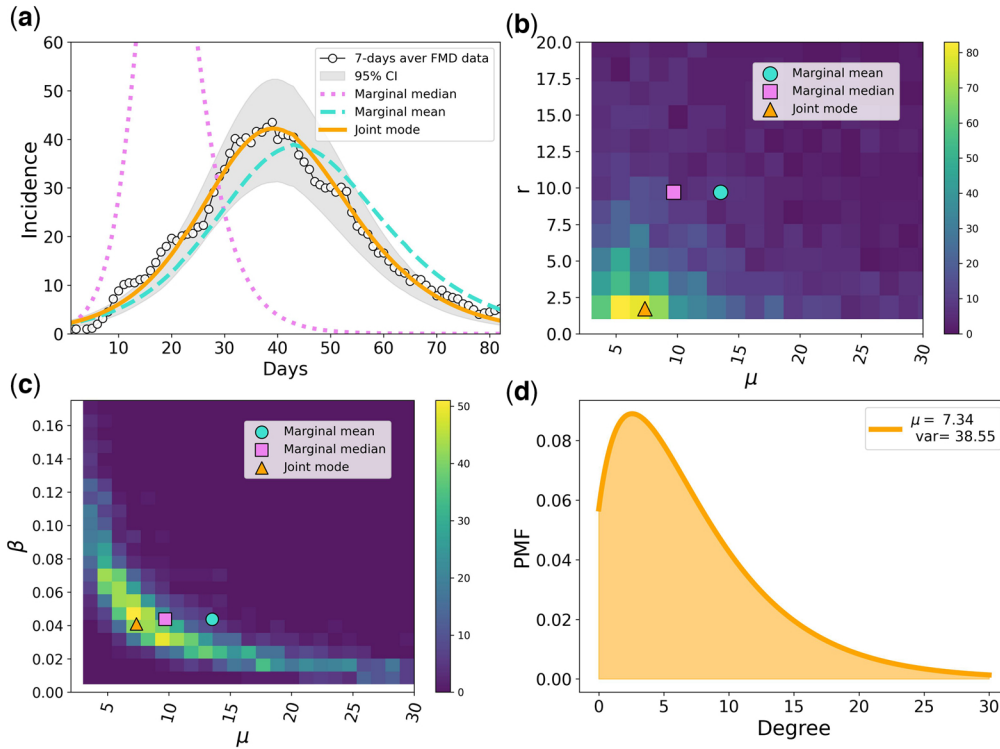 (a)
60
50
40
30
20
10
0
Incidence
10 20 30 40 50 60 70 80
Days
7-days aver FMD data
95% CI
Marginal median
Marginal mean
Joint mode
(b)
20.0
17.5
15.0
12.5
10.0
7.5
5.0
2.5
0.0
r
5 10 15 20 25 30
μ
Marginal mean
Marginal median
Joint mode
80
70
60
50
40
30
20
10
0
(c)
0.16
0.14
0.12
0.10
0.08
0.06
0.04
0.02
0.00
β
5 10 15 20 25 30
μ
Marginal mean
Marginal median
Joint mode
50
40
30
20
10
0
(d)
0.08
0.06
0.04
0.02
0.00
PMF
0 5 10 15 20 25 30
Degree
μ = 7.34
var= 38.55